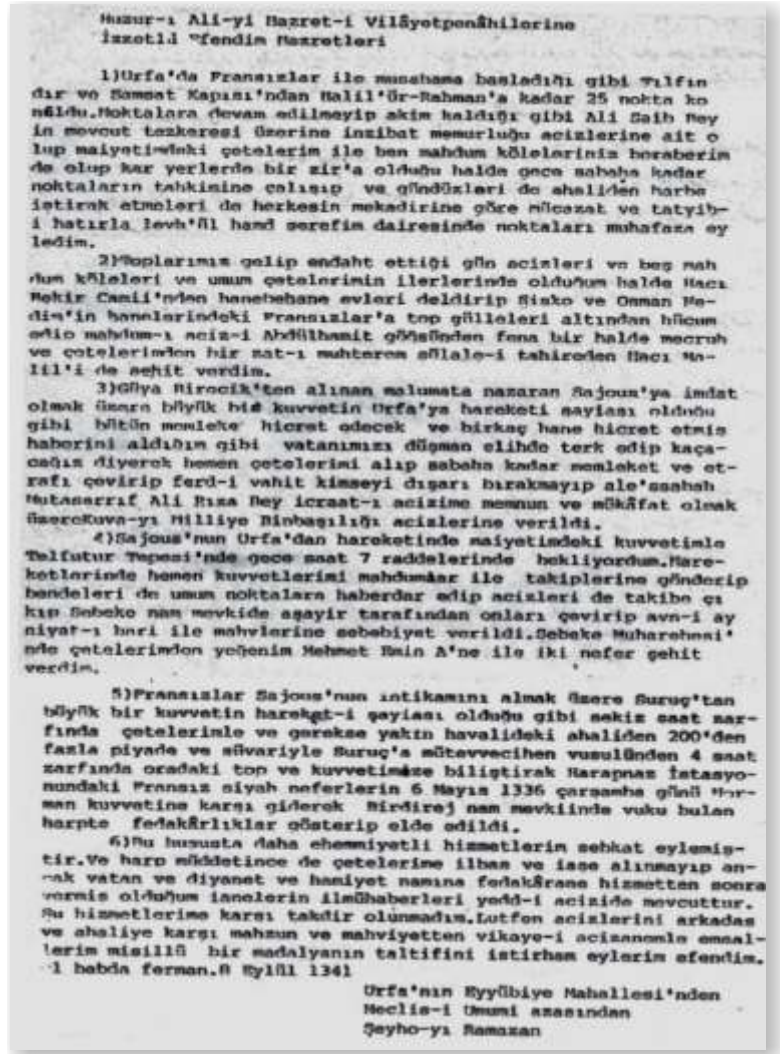 Huzur-ı Ali-yi Hazret-i Vilâyetpenâhilerine
İzzetlü Efendim Hazretleri
1)Urfa'da Fransızlar ile musahama başladığı gibi Tılfın
dır ve Samsat Kapısı'ndan Halil'ür-Rahman'a kadar 25 nokta ko
nuldu.Noktalara devam edilmeyip akim kaldığı gibi Ali Saib Bey
in mevcut tezkeresi üzerine inzibat memurluğu acizlerine ait o
lup maiyetimdeki çetelerim ile ben mahdum köleleriniz beraberim
de olup kar yerlerde bir zir'a olduğu halde gece sabaha kadar
noktaların tahkimine çalışıp ve gündüzleri de ahaliden harbe
iştirak etmeleri de herkesin mekadirine göre mücazat ve tatyib-
i hatırla hand şerefim dairesinde noktaları muhafaza ey
ledim.
2)Toplarımız gelip endaht ettiği gün acizleri ve beş mah
dum köleleri ve umum çetelerimin ilerlerinde olduğum halde Hacı
Bekir Camii'nden hanebehane evleri deldirip Sisko ve Osman Ne-
dim'in hanelerindeki Fransızlar'a top gülleleri altından hücum
edip mahdum-ı aciz-i Abdülhamit göğsünden fena bir halde mecruh
ve çetelerimden bir zat-ı muhterem sülale-i tahireden Hacı Ha-
lil'i de şehit verdim.
3)Güya Birecik'ten alınan malumata nazaran Sajous'ya imdat
olmak üzere büyük bir kuvvetin Urfa'ya hareketi şayiası olduğu
gibi bütün memleke hicret edecek ve birkaç hane hicret etmiş
haberini aldığım gibi vatanımızı düşman elinde terk edip kaça-
cağız diyerek hemen çetelerimi alıp sabaha kadar memleket ve et-
rafı çevirip ferd-i vahit kimseyi dışarı bırakmayıp ale'ssabah
Mutasarrıf Ali Rıza Bey icraat-ı acizime memnun ve mükâfat olmak
üzereKuva-yı Milliye Binbaşılığı acizlerine verildi.
4)Sajous'nun Urfa'dan hareketinde maiyetimdeki kuvvetimle
Telfutur Tepesi'nde gece saat 7 raddelerinde bekliyordum.Hare-
ketlerinde hemen kuvvetlerimi mahdumlar ile takiplerine gönderip
bendeleri de umum noktalara haberdar edip acizleri de takibe çı
kıp Sebeke nam mevkide aşayir tarafından onları çevirip avn-i ay
niyat-ı bari ile mahvlerine sebebiyet verildi.Sebeke Muharebesi'
nde çetelerimden yeğenim Mehmet Emin A'ne ile iki nefer şehit
verdim.
5)Fransızlar Sajous'nun intikamını almak üzere Suruç'tan
büyük bir kuvvetin hareket-i şayiası olduğu gibi sekiz saat zar-
fında çetelerimle ve gerekse yakın havalideki ahaliden 200'den
fazla piyade ve süvariyle Suruç'a müteveccihen vusulünden 4 saat
zarfında oradaki top ve kuvvetimize biliştirak Harapnaz İstasyo-
nundaki Fransız siyah neferlerin 6 Mayıs 1336 çarşamba günü Nor-
man kuvvetine karşı giderek Birdirej nam mevkiinde vuku bulan
harpte fedakârlıklar gösterip elde edildi.
6)Bu hususta daha ehemmiyetli hizmetlerim sebkat eylemiş-
tir.Ve harp müddetince de çetelerime ilbas ve iaşe alınmayıp an-
cak vatan ve diyanet ve hamiyet namına fedakârane hizmetten sonra
vermiş olduğum ianelerin ilmühaberleri yedd-i acizide mevcuttur.
Bu hizmetlerime karşı takdir olunmadım.Lutfen acizlerini arkadaş
ve ahaliye karşı mahzun ve mahviyetten vikaye-i acizanemle emsal-
lerim misillü bir madalyanın taltifini istirham eylerim efendim.
babda ferman.8 Eylül 1341
Urfa'nın Eyyûbiye Mahallesi'nden
Meclis-i Umumi azasından
Şeyho-yı Ramazan